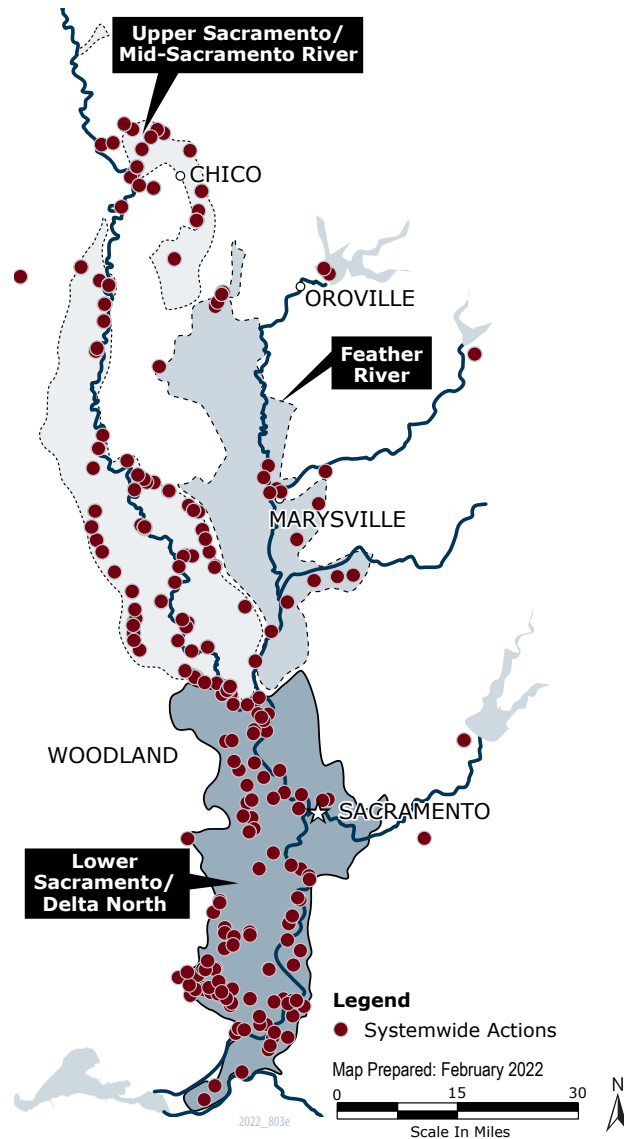 Upper Sacramento/
Mid-Sacramento River
CHICO
OROVILLE
Feather
River
MARYSVILLE
WOODLAND
SACRAMENTO
Lower
Sacramento/
Delta North
Legend
Systemwide Actions
Map Prepared: February 2022
0 15 30
Scale In Miles
N
2022_803e